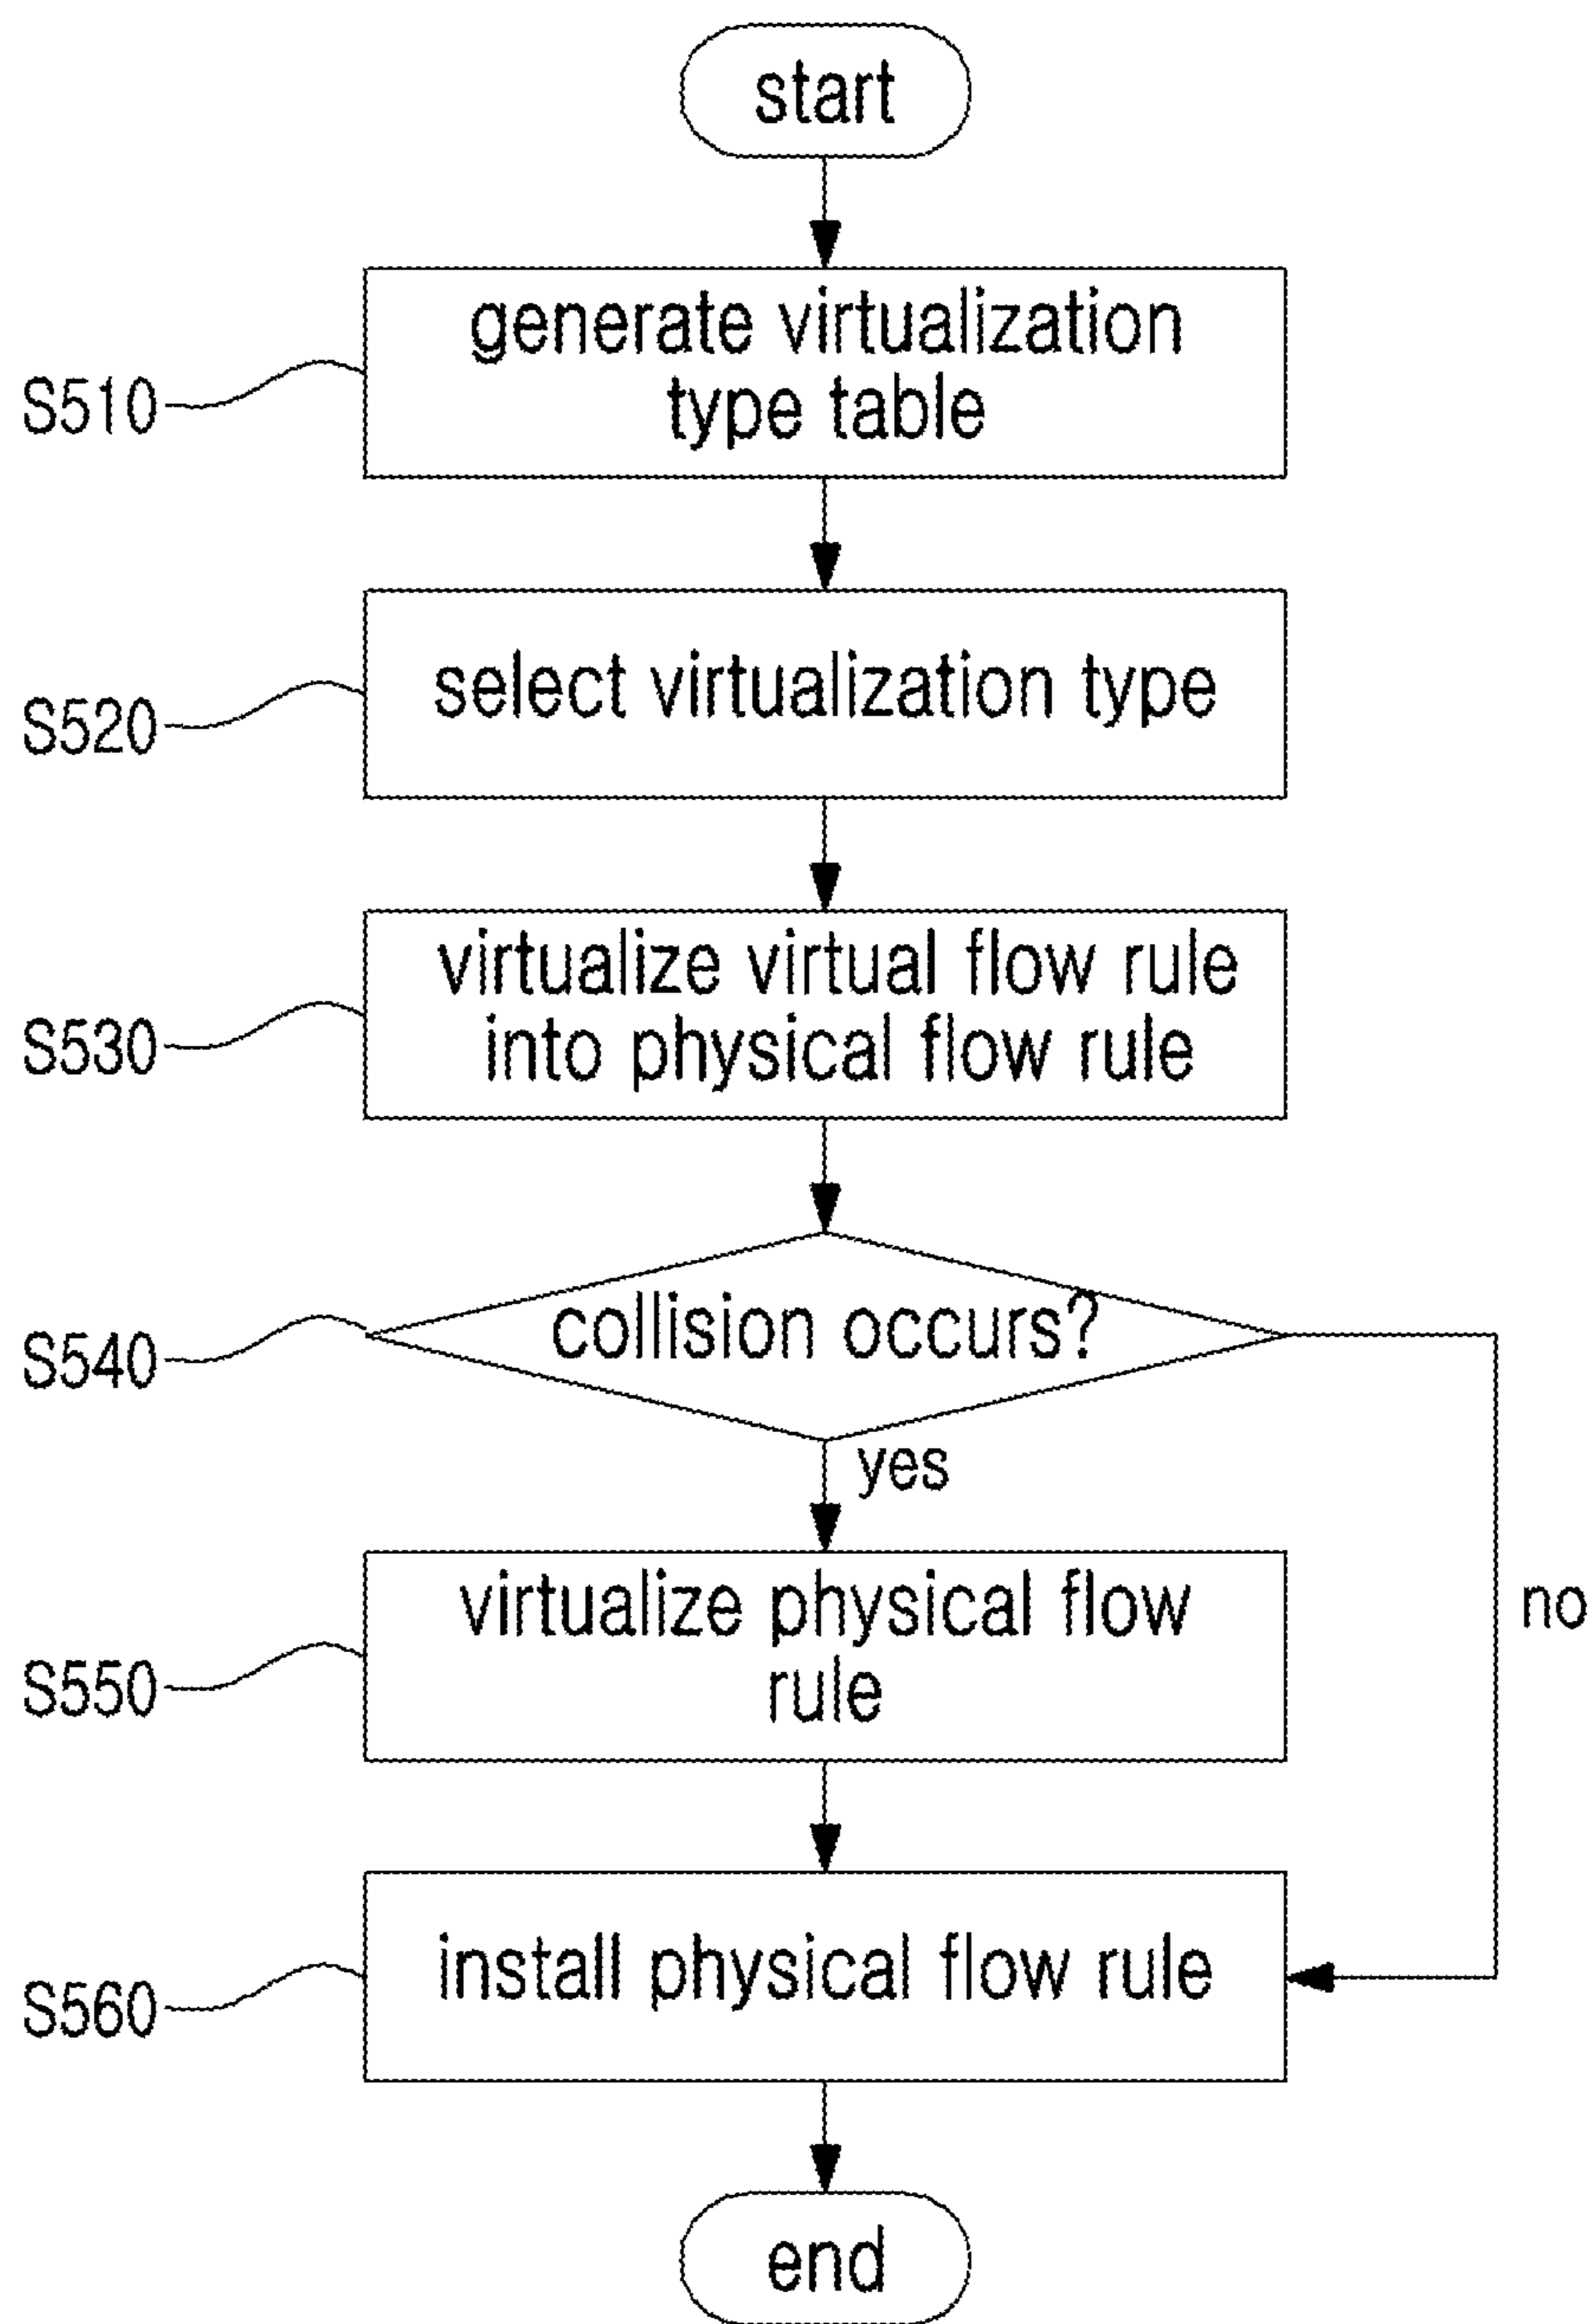 start
generate virtualization
type table
S510
select virtualization type
S520
virtualize virtual flow rule
into physical flow rule
S530
collision occurs?
S540
yes
virtualize physical flow
rule
no
S550
install physical flow rule
S560
end